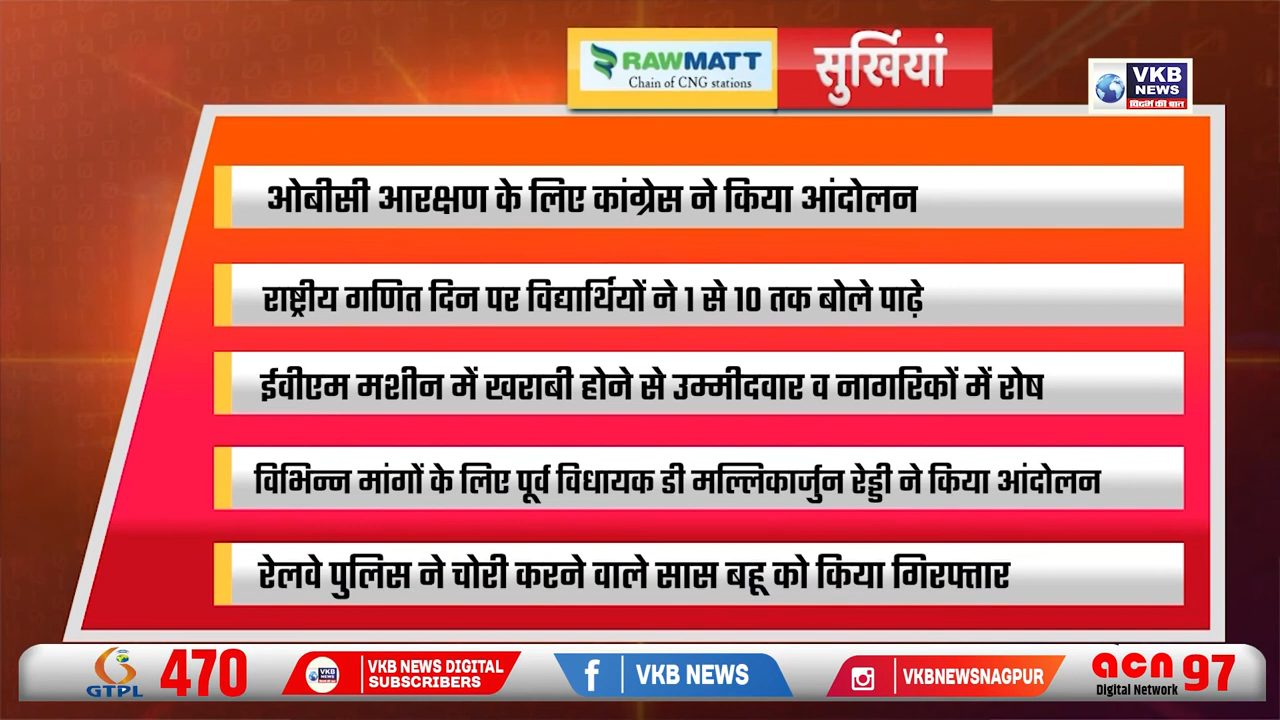 RAWMATT
Chain of CNG stations
सुर्खियां
VKB
NEWS
विदर्भ की बात
ओबीसी आरक्षण के लिए कांग्रेस ने किया आंदोलन
राष्ट्रीय गणित दिन पर विद्यार्थियों ने 1 से 10 तक बोले पाढ़े
ईवीएम मशीन में खराबी होने से उम्मीदवार व नागरिकों में रोष
विभिन्न मांगों के लिए पूर्व विधायक डी मल्लिकार्जुन रेड्डी ने किया आंदोलन
रेलवे पुलिस ने चोरी करने वाले सास बहू को किया गिरफ्तार
GTPL
470
VKB NEWS DIGITAL
SUBSCRIBERS
VKB NEWS
VKBNEWSNAGPUR
acn 97
Digital Network